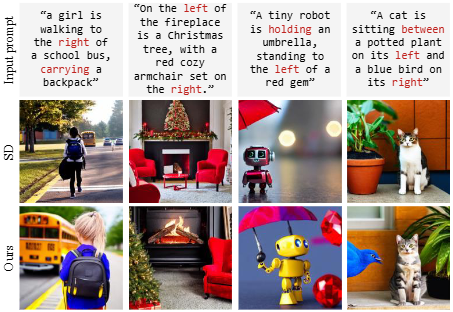 Input prompt
"a girl is
walking to
the right of
a school bus,
carrying a
backpack"
"On the left of
the fireplace
is a Christmas
tree, with a
red cozy
armchair set on
the right."
"A tiny robot
is holding an
umbrella,
standing to
the left of a
red gem"
"A cat is
sitting between
a potted plant
on its left and
a blue bird on
its right"
SD
Ours